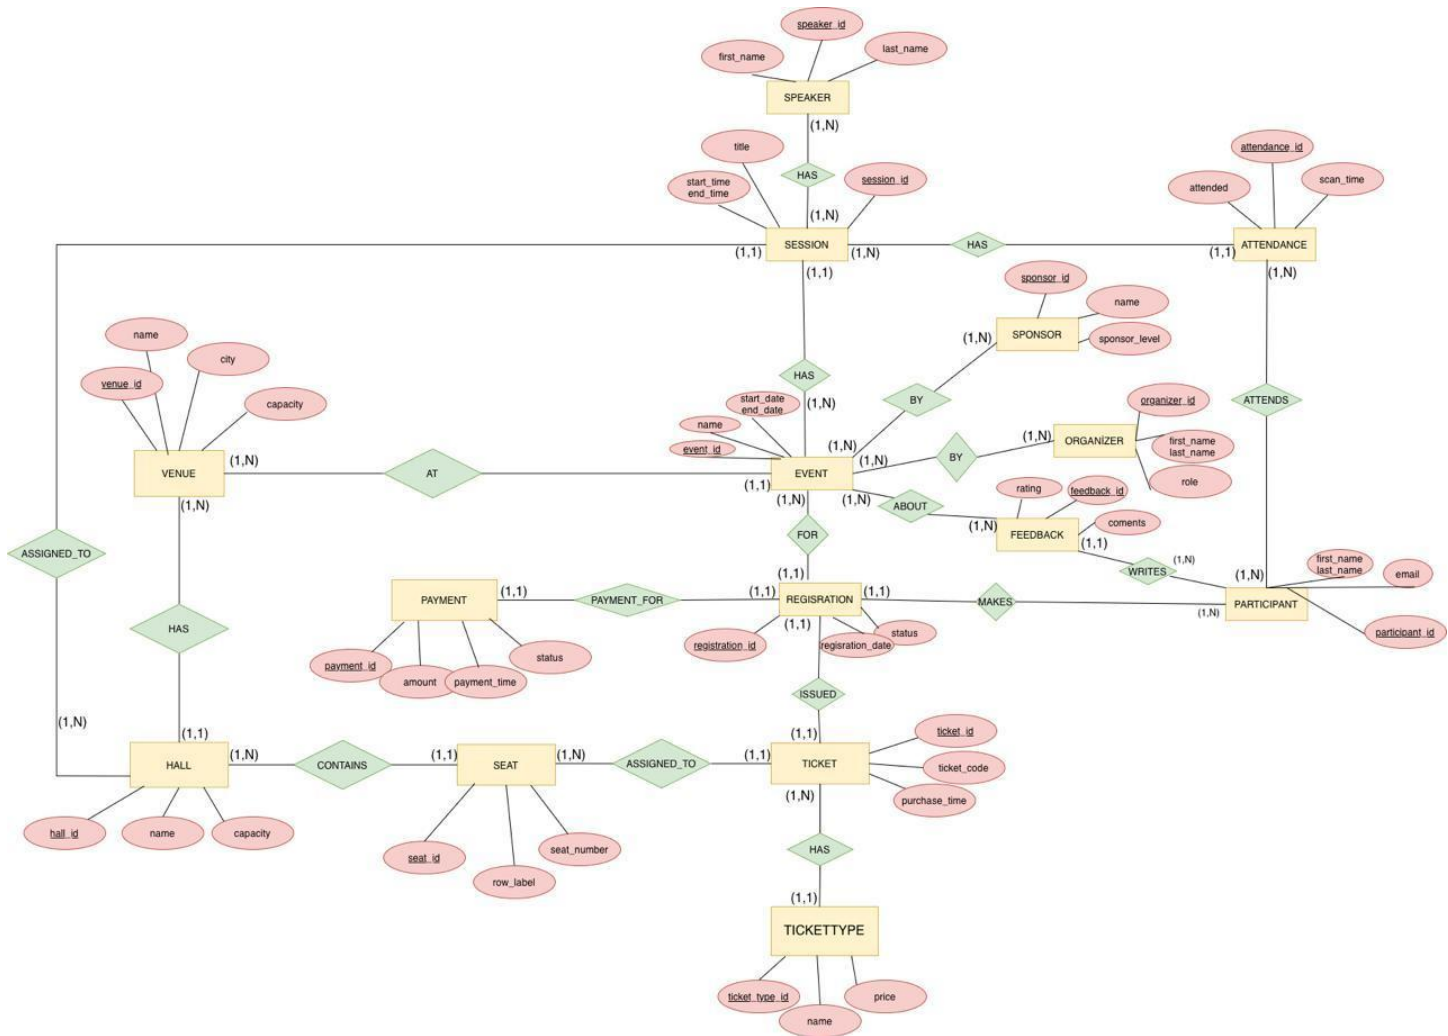 speaker_id
first_name
last_name
SPEAKER
(1,N)
title
attendance_id
HAS
start_time
end_time
session_id
attended
scan_time
(1,N)
SESSION
HAS
ATTENDANCE
(1,1)
(1,N)
(1,1)
(1,1)
(1,N)
sponsor_id
name
name
(1,N)
SPONSOR
sponsor_level
city
venue_id
HAS
capacity
start_date
end_date
(1,N)
BY
ATTENDS
organizer_id
name
event_id
(1,N)
(1,N)
ORGANİZER
first_name
last_name
VENUE
(1,N)
AT
EVENT
(1,N)
BY
role
(1,1)
rating
feedback_id
(1,N)
(1,N)
(1,N)
ABOUT
coments
(1,N)
FEEDBACK
FOR
(1,1)
ASSIGNED_TO
(1,N)
WRITES
first_name
last_name
email
(1,1)
(1,N)
PAYMENT
(1,1)
PAYMENT_FOR
(1,1)
REGISRATION
(1,1)
MAKES
(1,N)
PARTICIPANT
HAS
(1,1)
status
registration_id
regisration_date
participant_id
payment_id
amount
payment_time
status
ISSUED
(1,N)
(1,1)
(1,1)
ticket_id
HALL
(1,N)
CONTAINS
(1,1)
SEAT
(1,N)
ASSIGNED_TO
(1,1)
TICKET
ticket_code
(1,N)
purchase_time
hall_id
name
capacity
seat_id
row_label
seat_number
HAS
(1,1)
TICKETTYPE
ticket_type_id
name
price